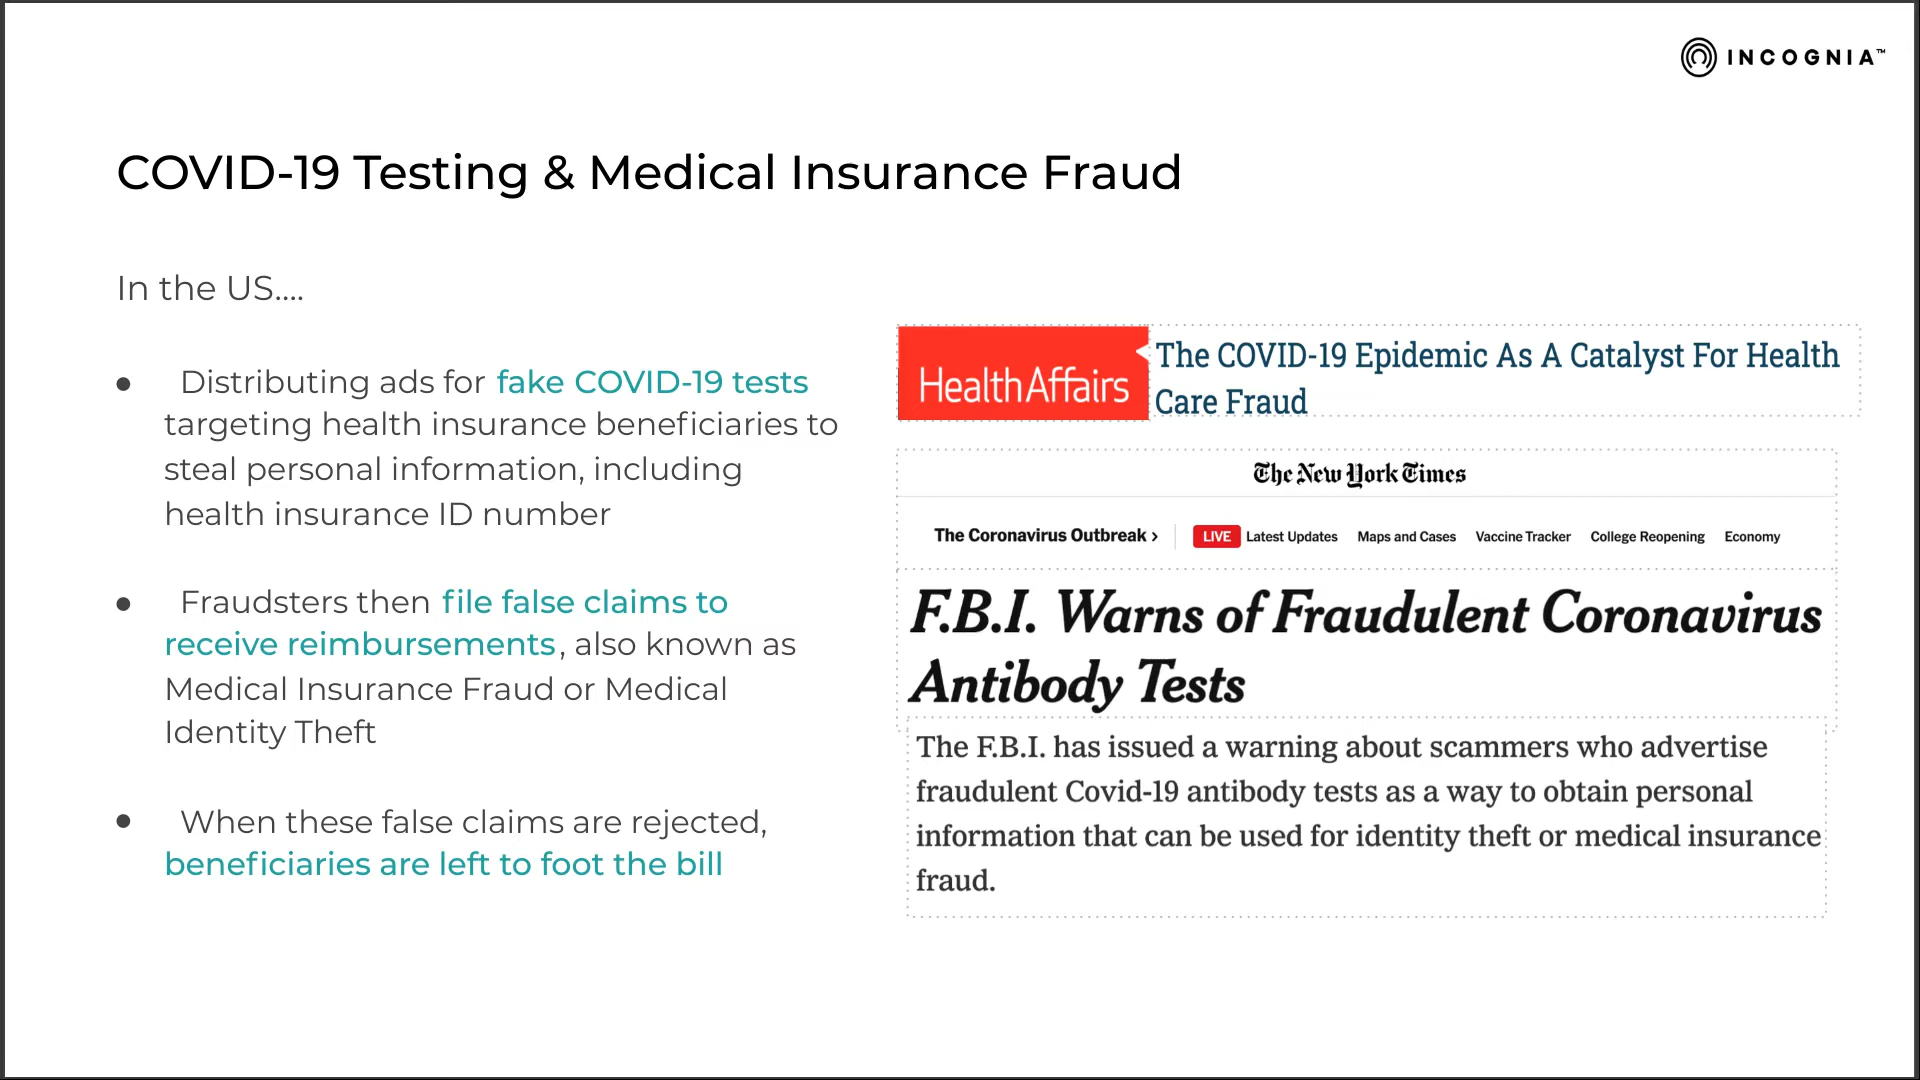 INCOGNIA™
COVID-19 Testing & Medical Insurance Fraud
In the US....
● Distributing ads for fake COVID-19 tests
targeting health insurance beneficiaries to
steal personal information, including
health insurance ID number
● Fraudsters then file false claims to
receive reimbursements, also known as
Medical Insurance Fraud or Medical
Identity Theft
● When these false claims are rejected,
beneficiaries are left to foot the bill
HealthAffairs
The COVID-19 Epidemic As A Catalyst For Health
Care Fraud
The New York Times
The Coronavirus Outbreak › LIVE Latest Updates Maps and Cases Vaccine Tracker College Reopening Economy
F.B.I. Warns of Fraudulent Coronavirus
Antibody Tests
The F.B.I. has issued a warning about scammers who advertise
fraudulent Covid-19 antibody tests as a way to obtain personal
information that can be used for identity theft or medical insurance
fraud.